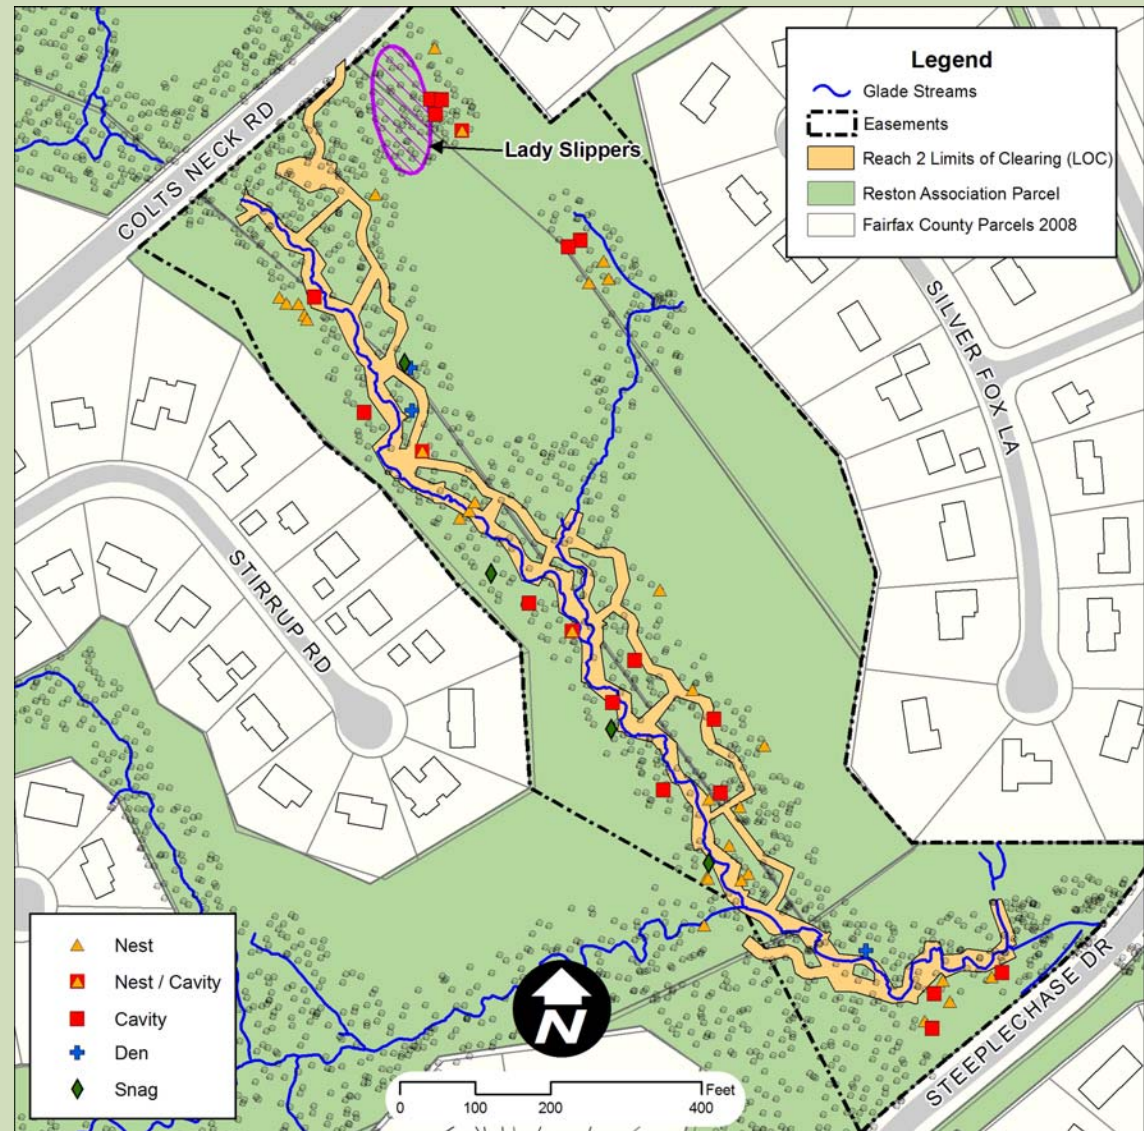 Legend
Glade Streams
Easements
Reach 2 Limits of Clearing (LOC)
Reston Association Parcel
Fairfax County Parcels 2008
COLTS NECK RD
Lady Slippers
SILVER FOX LA
STIRRUP RD
STEEPLECHASE DR
Nest
Nest / Cavity
Cavity
Den
Snag
N
Feet
0 100 200 400